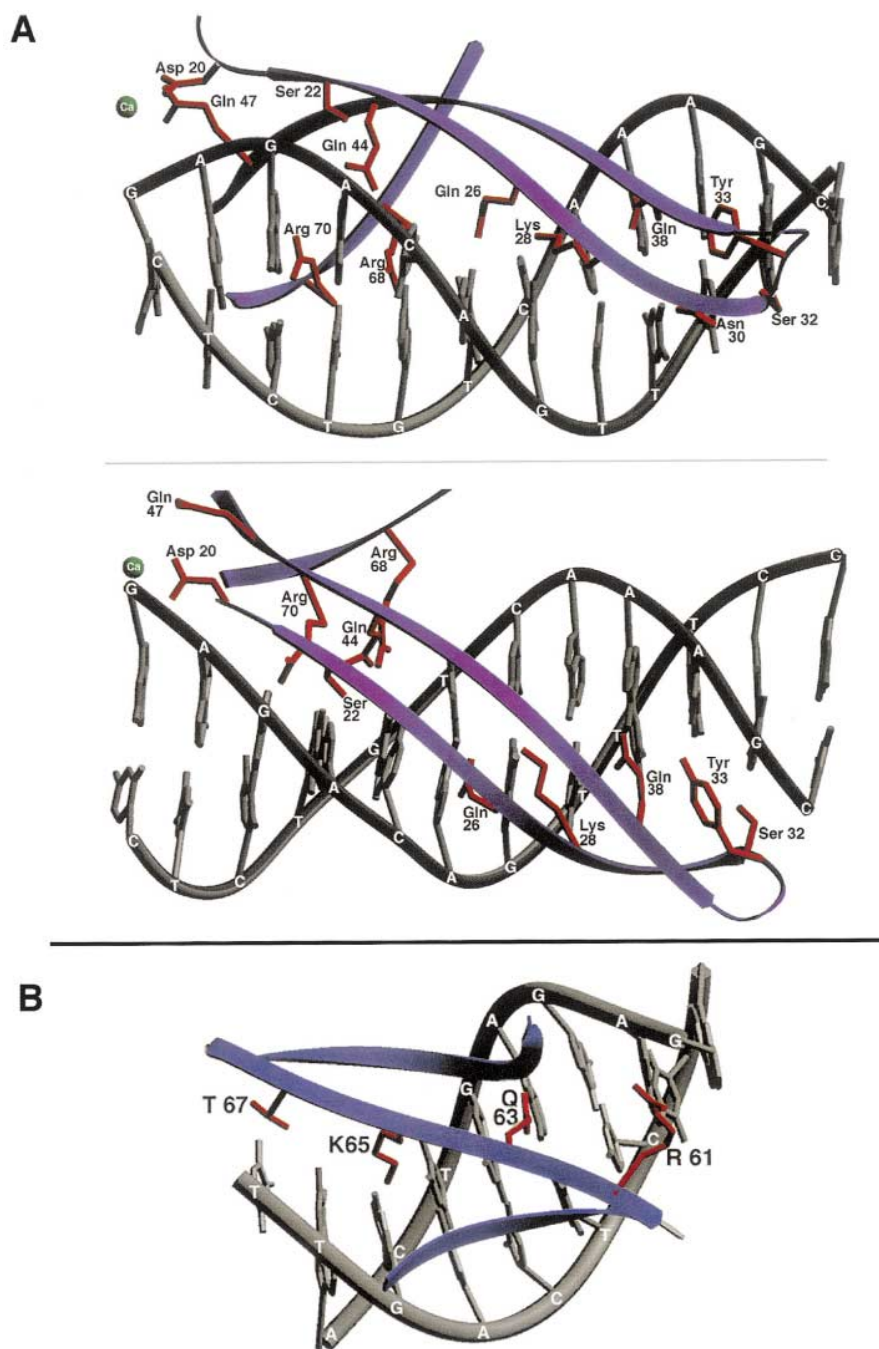 A
Asp 20
Gln 47
Ser 22
Ca
Gln 44
Gln 26
Tyr
33
Arg 70
Arg
68
Lys
28
Gln
38
Asn
30
Ser 32
G A G A C A G T T
A A A G C
C T C T G T C
Gln
47
Asp 20
Ca
Arg
68
Arg
70
Gln
44
Ser
22
Gln
26
Lys
28
Gln
38
Tyr
33
Ser 32
G A G A C A G T T
C T C T G T C A A T C G
A G C
B
T 67
K65
Q
63
R 61
G A G A G T C A
T T G A C T C